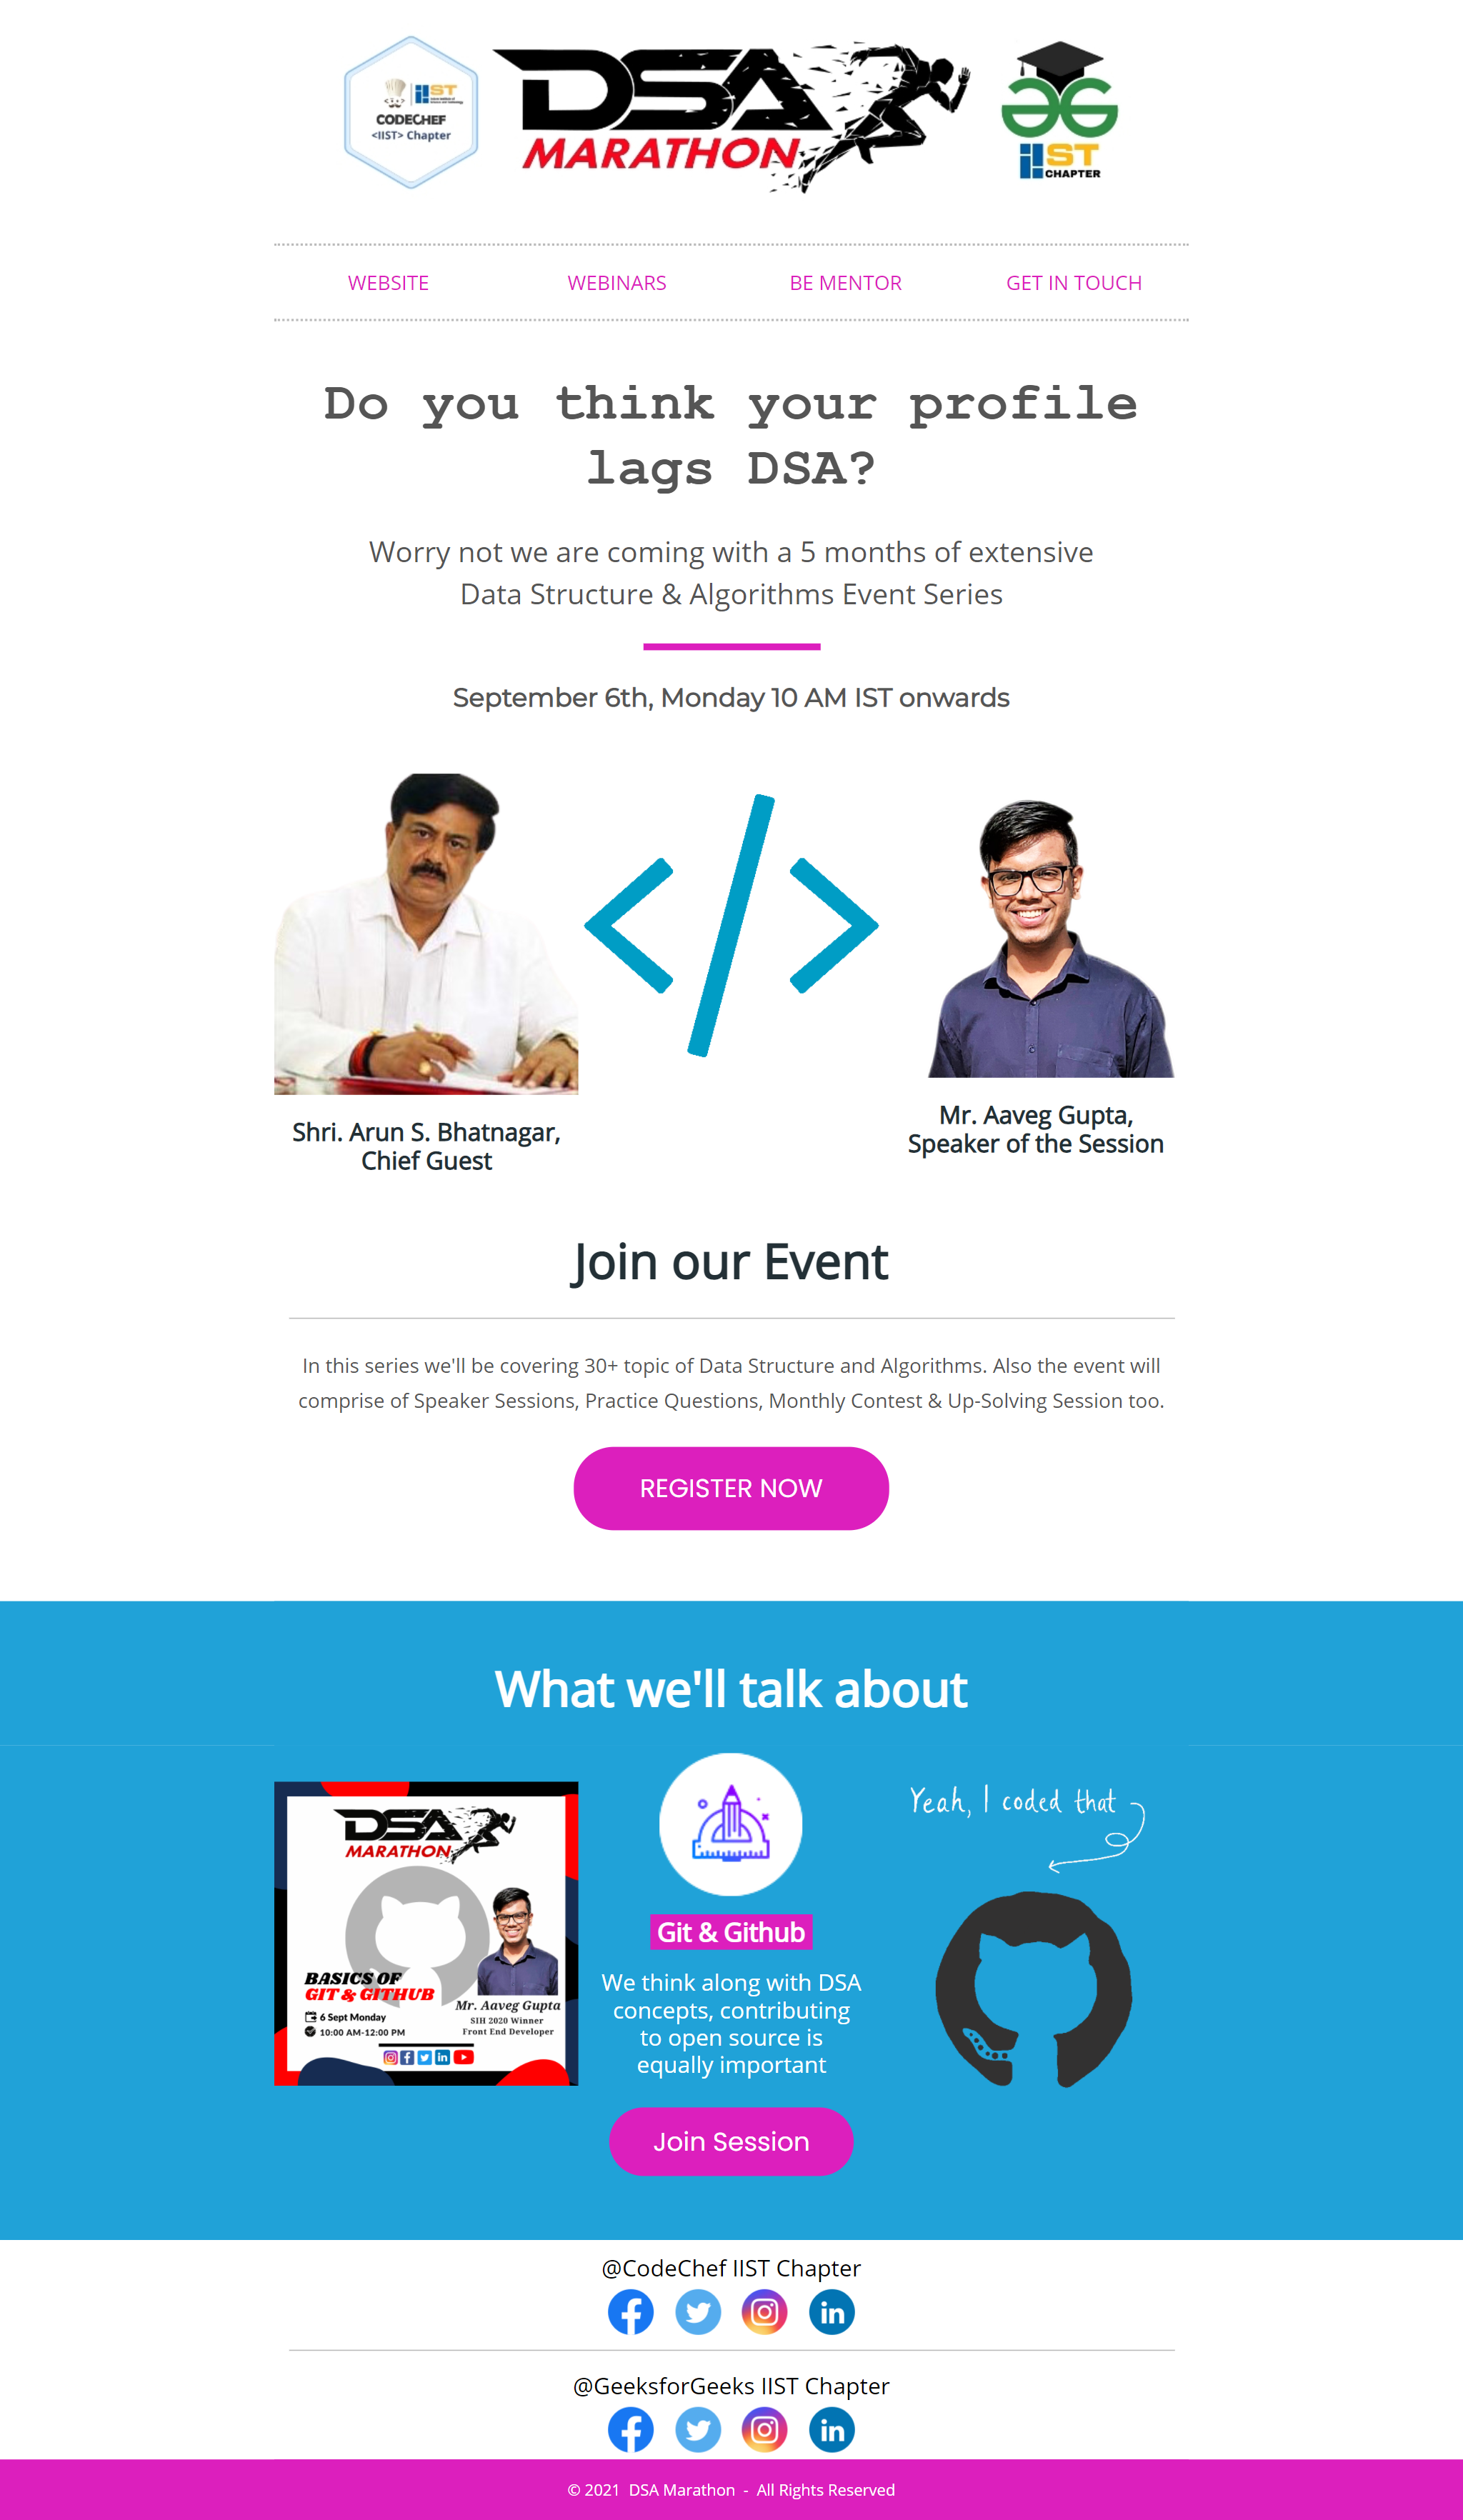 IIST
CODECHEF
<IIST> Chapter
DSA
MARATHON
IIST
CHAPTER
WEBSITE
WEBINARS
BE MENTOR
GET IN TOUCH
Do you think your profile
lags DSA?
Worry not we are coming with a 5 months of extensive
Data Structure & Algorithms Event Series
September 6th, Monday 10 AM IST onwards
Shri. Arun S. Bhatnagar,
Chief Guest
Mr. Aaveg Gupta,
Speaker of the Session
Join our Event
In this series we'll be covering 30+ topic of Data Structure and Algorithms. Also the event will
comprise of Speaker Sessions, Practice Questions, Monthly Contest & Up-Solving Session too.
REGISTER NOW
What we'll talk about
DSA
MARATHON
BASICS OF
GIT & GITHUB
6 Sept Monday
10:00 AM-12:00 PM
Mr. Aaveg Gupta
SIH 2020 Winner
Front End Developer
Git & Github
We think along with DSA
concepts, contributing
to open source is
equally important
Join Session
Yeah, I coded that
@CodeChef IIST Chapter
@GeeksforGeeks IIST Chapter
© 2021 DSA Marathon - All Rights Reserved